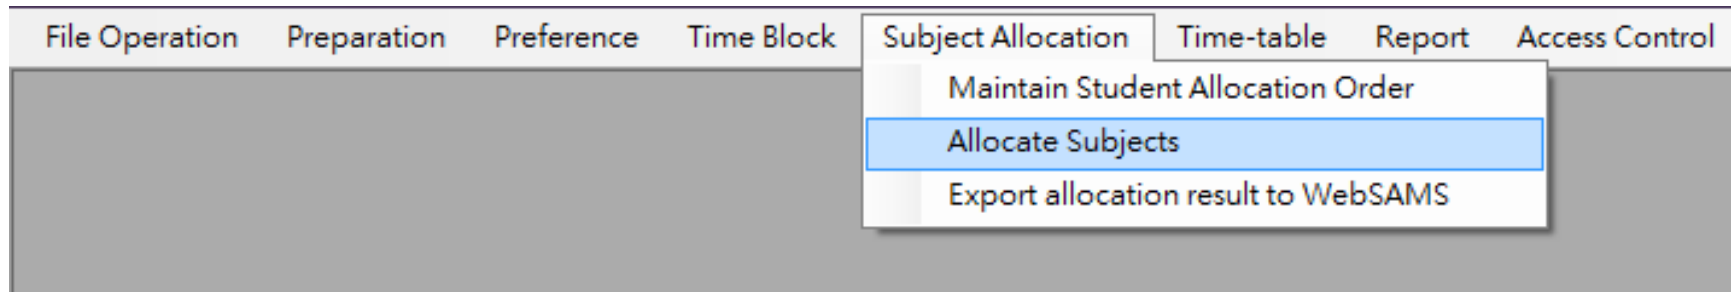 File Operation Preparation Preference Time Block Subject Allocation Time-table Report Access Control
Maintain Student Allocation Order
Allocate Subjects
Export allocation result to WebSAMS